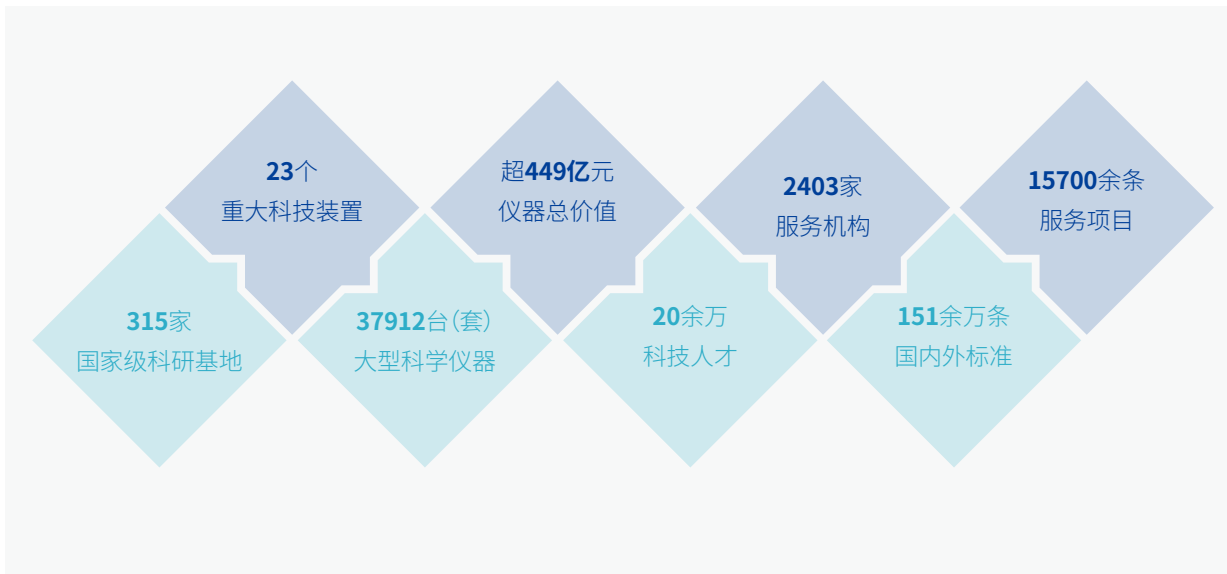 23个
重大科技装置
超449亿元
仪器总价值
2403家
服务机构
15700余条
服务项目
315家
国家级科研基地
37912台(套)
大型科学仪器
20余万
科技人才
151余万条
国内外标准